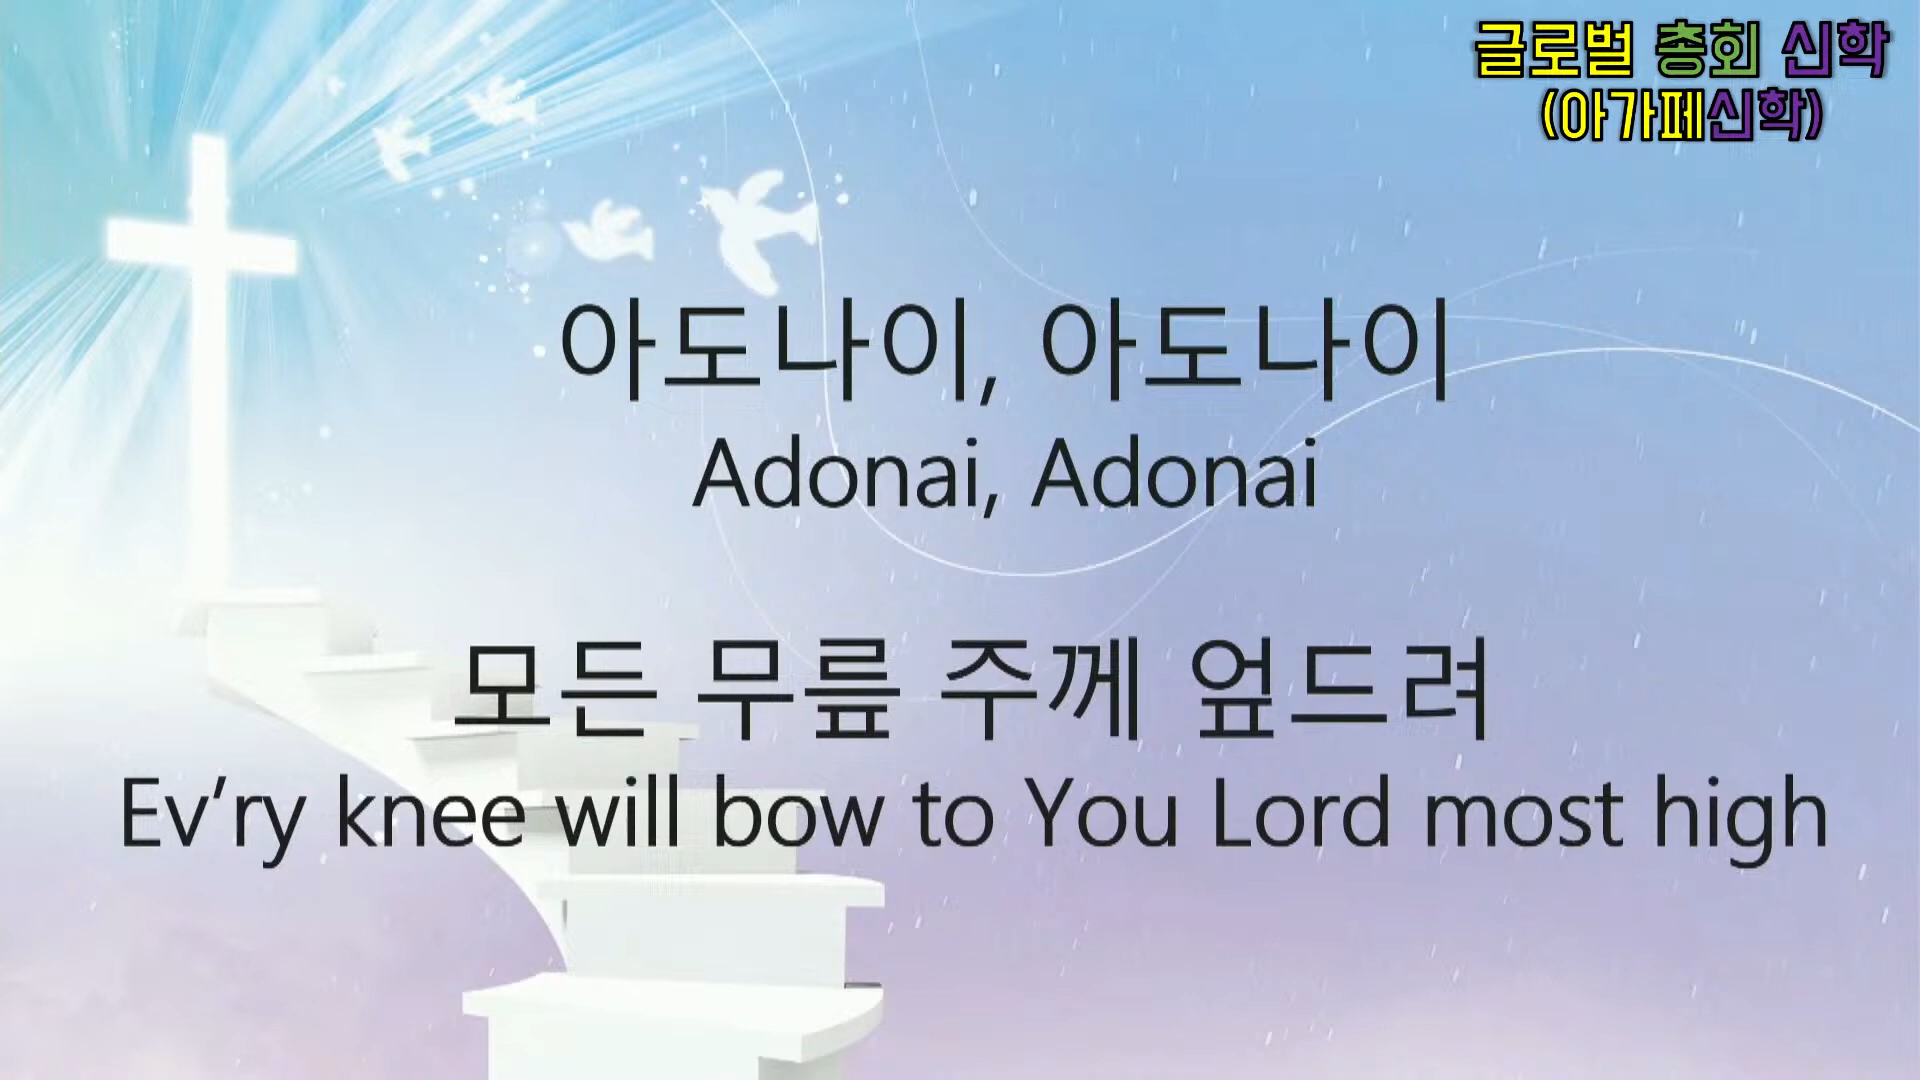 글로벌 총회 신학
(아가페신학)
아도나이, 아도나이
Adonai, Adonai
모든 무릎 주께 엎드려
Ev’ry knee will bow to You Lord most high